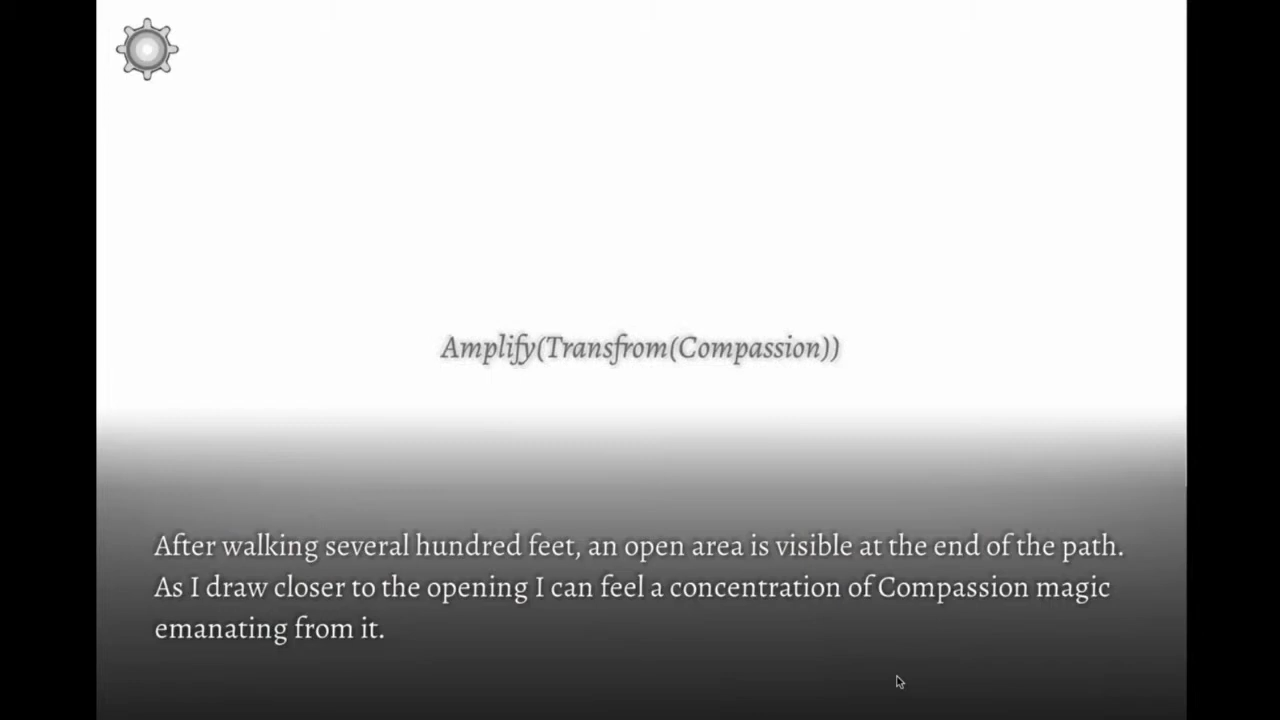 Amplify(Transfrom(Compassion))
After walking several hundred feet, an open area is visible at the end of the path.
As I draw closer to the opening I can feel a concentration of Compassion magic
emanating from it.